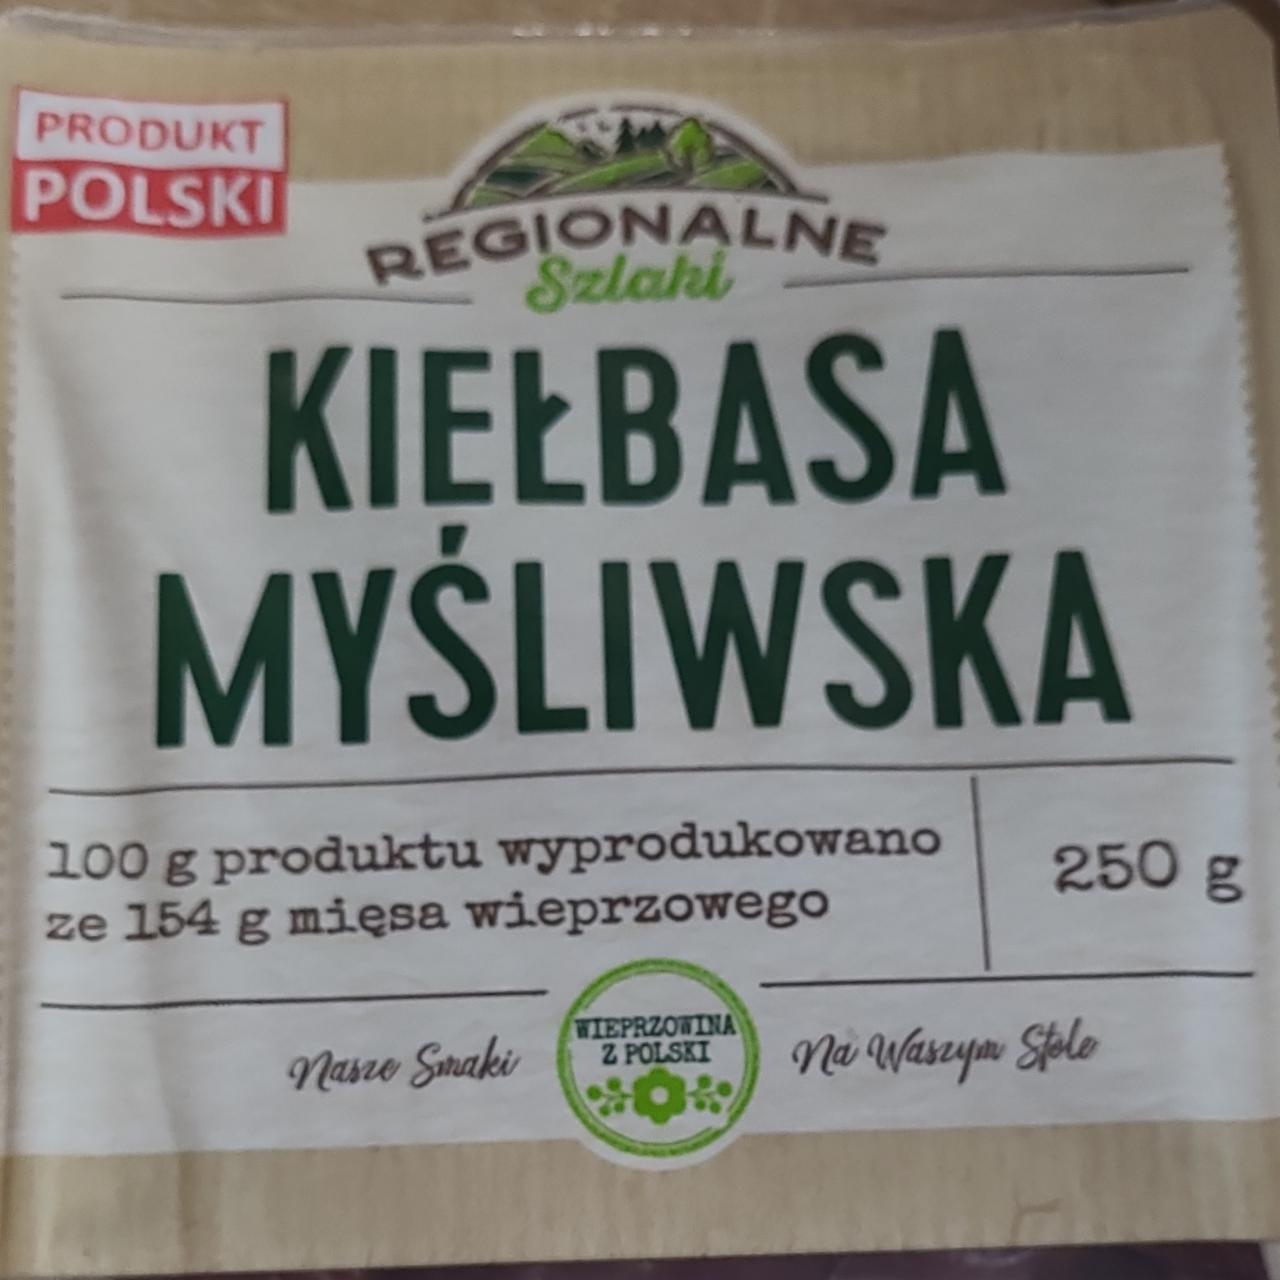 PRODUKT
POLSKI
REGIONALNE
Szlaki
KIEŁBASA
MYŚLIWSKA
100 g produktu wyprodukowano
ze 154 g mięsa wieprzowego
250 g
Nasze Smaki
WIEPRZOWINA
Z POLSKI
Na Waszym Stole